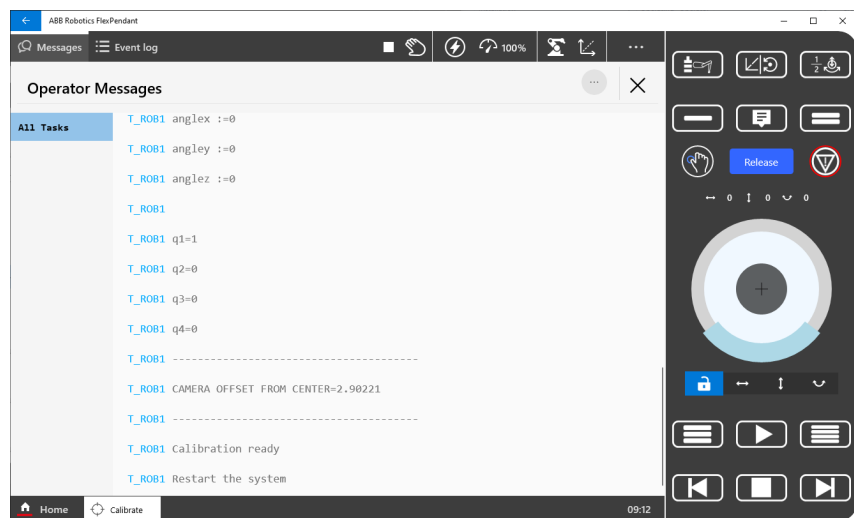 ABB Robotics FlexPendant
Messages
Event log
100%
Operator Messages
All Tasks
T_ROB1 anglex :=0
T_ROB1 angley :=0
T_ROB1 anglez :=0
T_ROB1
T_ROB1 q1=1
T_ROB1 q2=0
T_ROB1 q3=0
T_ROB1 q4=0
T_ROB1 -------------------------------------
T_ROB1 CAMERA OFFSET FROM CENTER=2.90221
T_ROB1 -------------------------------------
T_ROB1 Calibration ready
T_ROB1 Restart the system
Home
Calibrate
09:12
1/2
Release
0 0 0